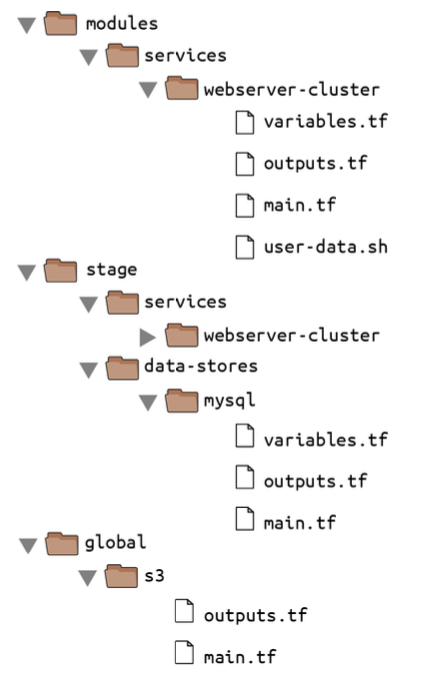 modules
services
webserver-cluster
variables.tf
outputs.tf
main.tf
user-data.sh
stage
services
webserver-cluster
data-stores
mysql
variables.tf
outputs.tf
main.tf
global
s3
outputs.tf
main.tf